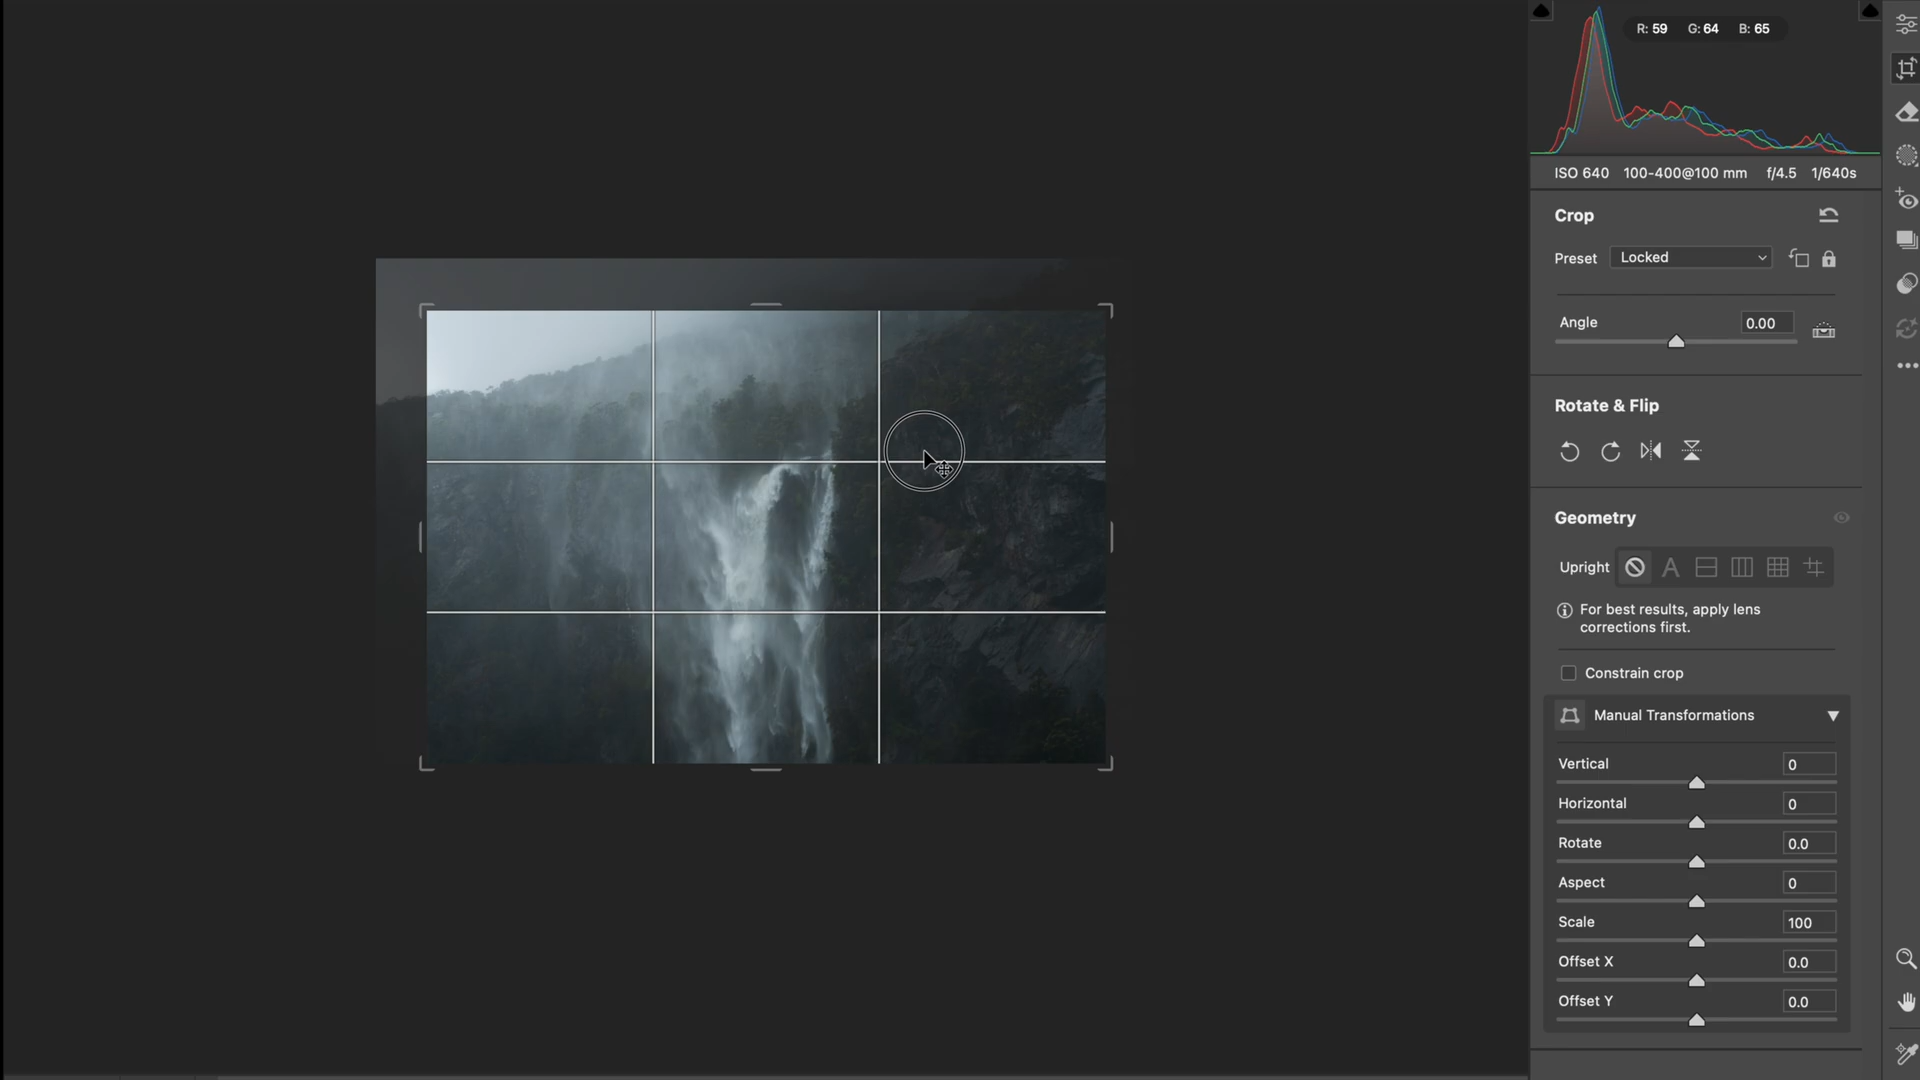 R: 59 G: 64 B: 65
ISO 640 100-400@100 mm f/4.5 1/640s
Crop
Preset Locked
Angle 0.00
Rotate & Flip
Geometry
Upright A
For best results, apply lens
corrections first.
Constrain crop
Manual Transformations
Vertical 0
Horizontal 0
Rotate 0.0
Aspect 0
Scale 100
Offset X 0.0
Offset Y 0.0